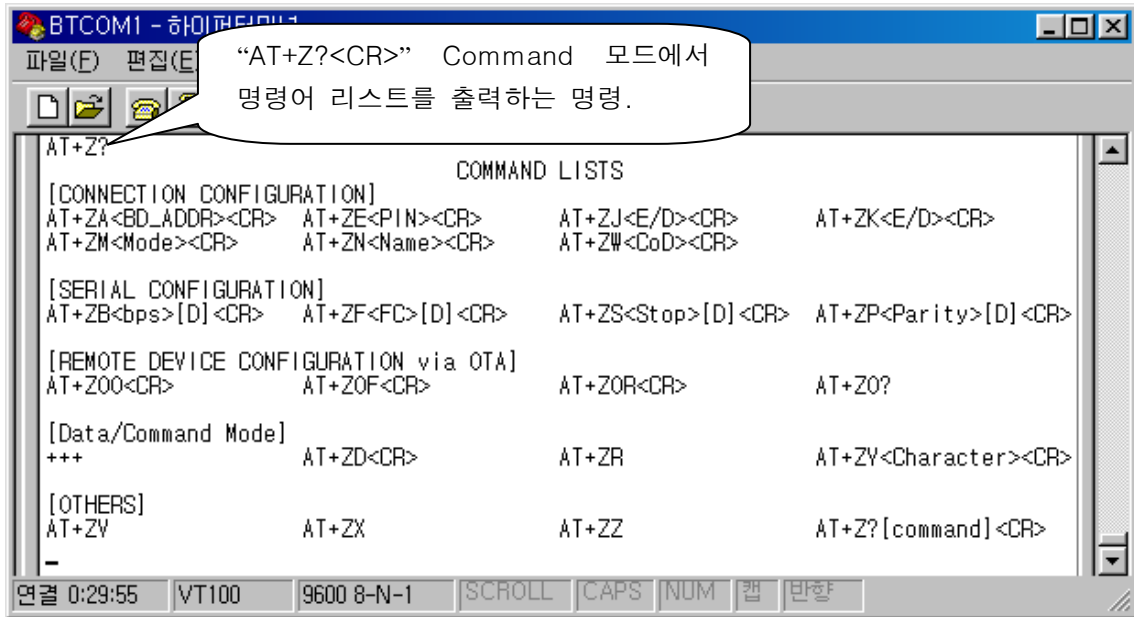 BTCOM1 - 하이퍼터미널
파일(F) 편집(E)
“AT+Z?<CR>” Command 모드에서
명령어 리스트를 출력하는 명령.
AT+Z?
COMMAND LISTS
[CONNECTION CONFIGURATION]
AT+ZA<BD_ADDR><CR> AT+ZE<PIN><CR> AT+ZJ<E/D><CR> AT+ZK<E/D><CR>
AT+ZM<Mode><CR> AT+ZN<Name><CR> AT+ZW<CoD><CR>
[SERIAL CONFIGURATION]
AT+ZB<bps>[D]<CR> AT+ZF<FC>[D]<CR> AT+ZS<Stop>[D]<CR> AT+ZP<Parity>[D]<CR>
[REMOTE DEVICE CONFIGURATION via OTA]
AT+ZOO<CR> AT+ZOF<CR> AT+ZOR<CR> AT+ZO?
[Data/Command Mode]
+++ AT+ZD<CR> AT+ZR AT+ZY<Character><CR>
[OTHERS]
AT+ZV AT+ZX AT+ZZ AT+Z?[command]<CR>
연결 0:29:55 VT100 9600 8-N-1 SCROLL CAPS NUM 캡 반향